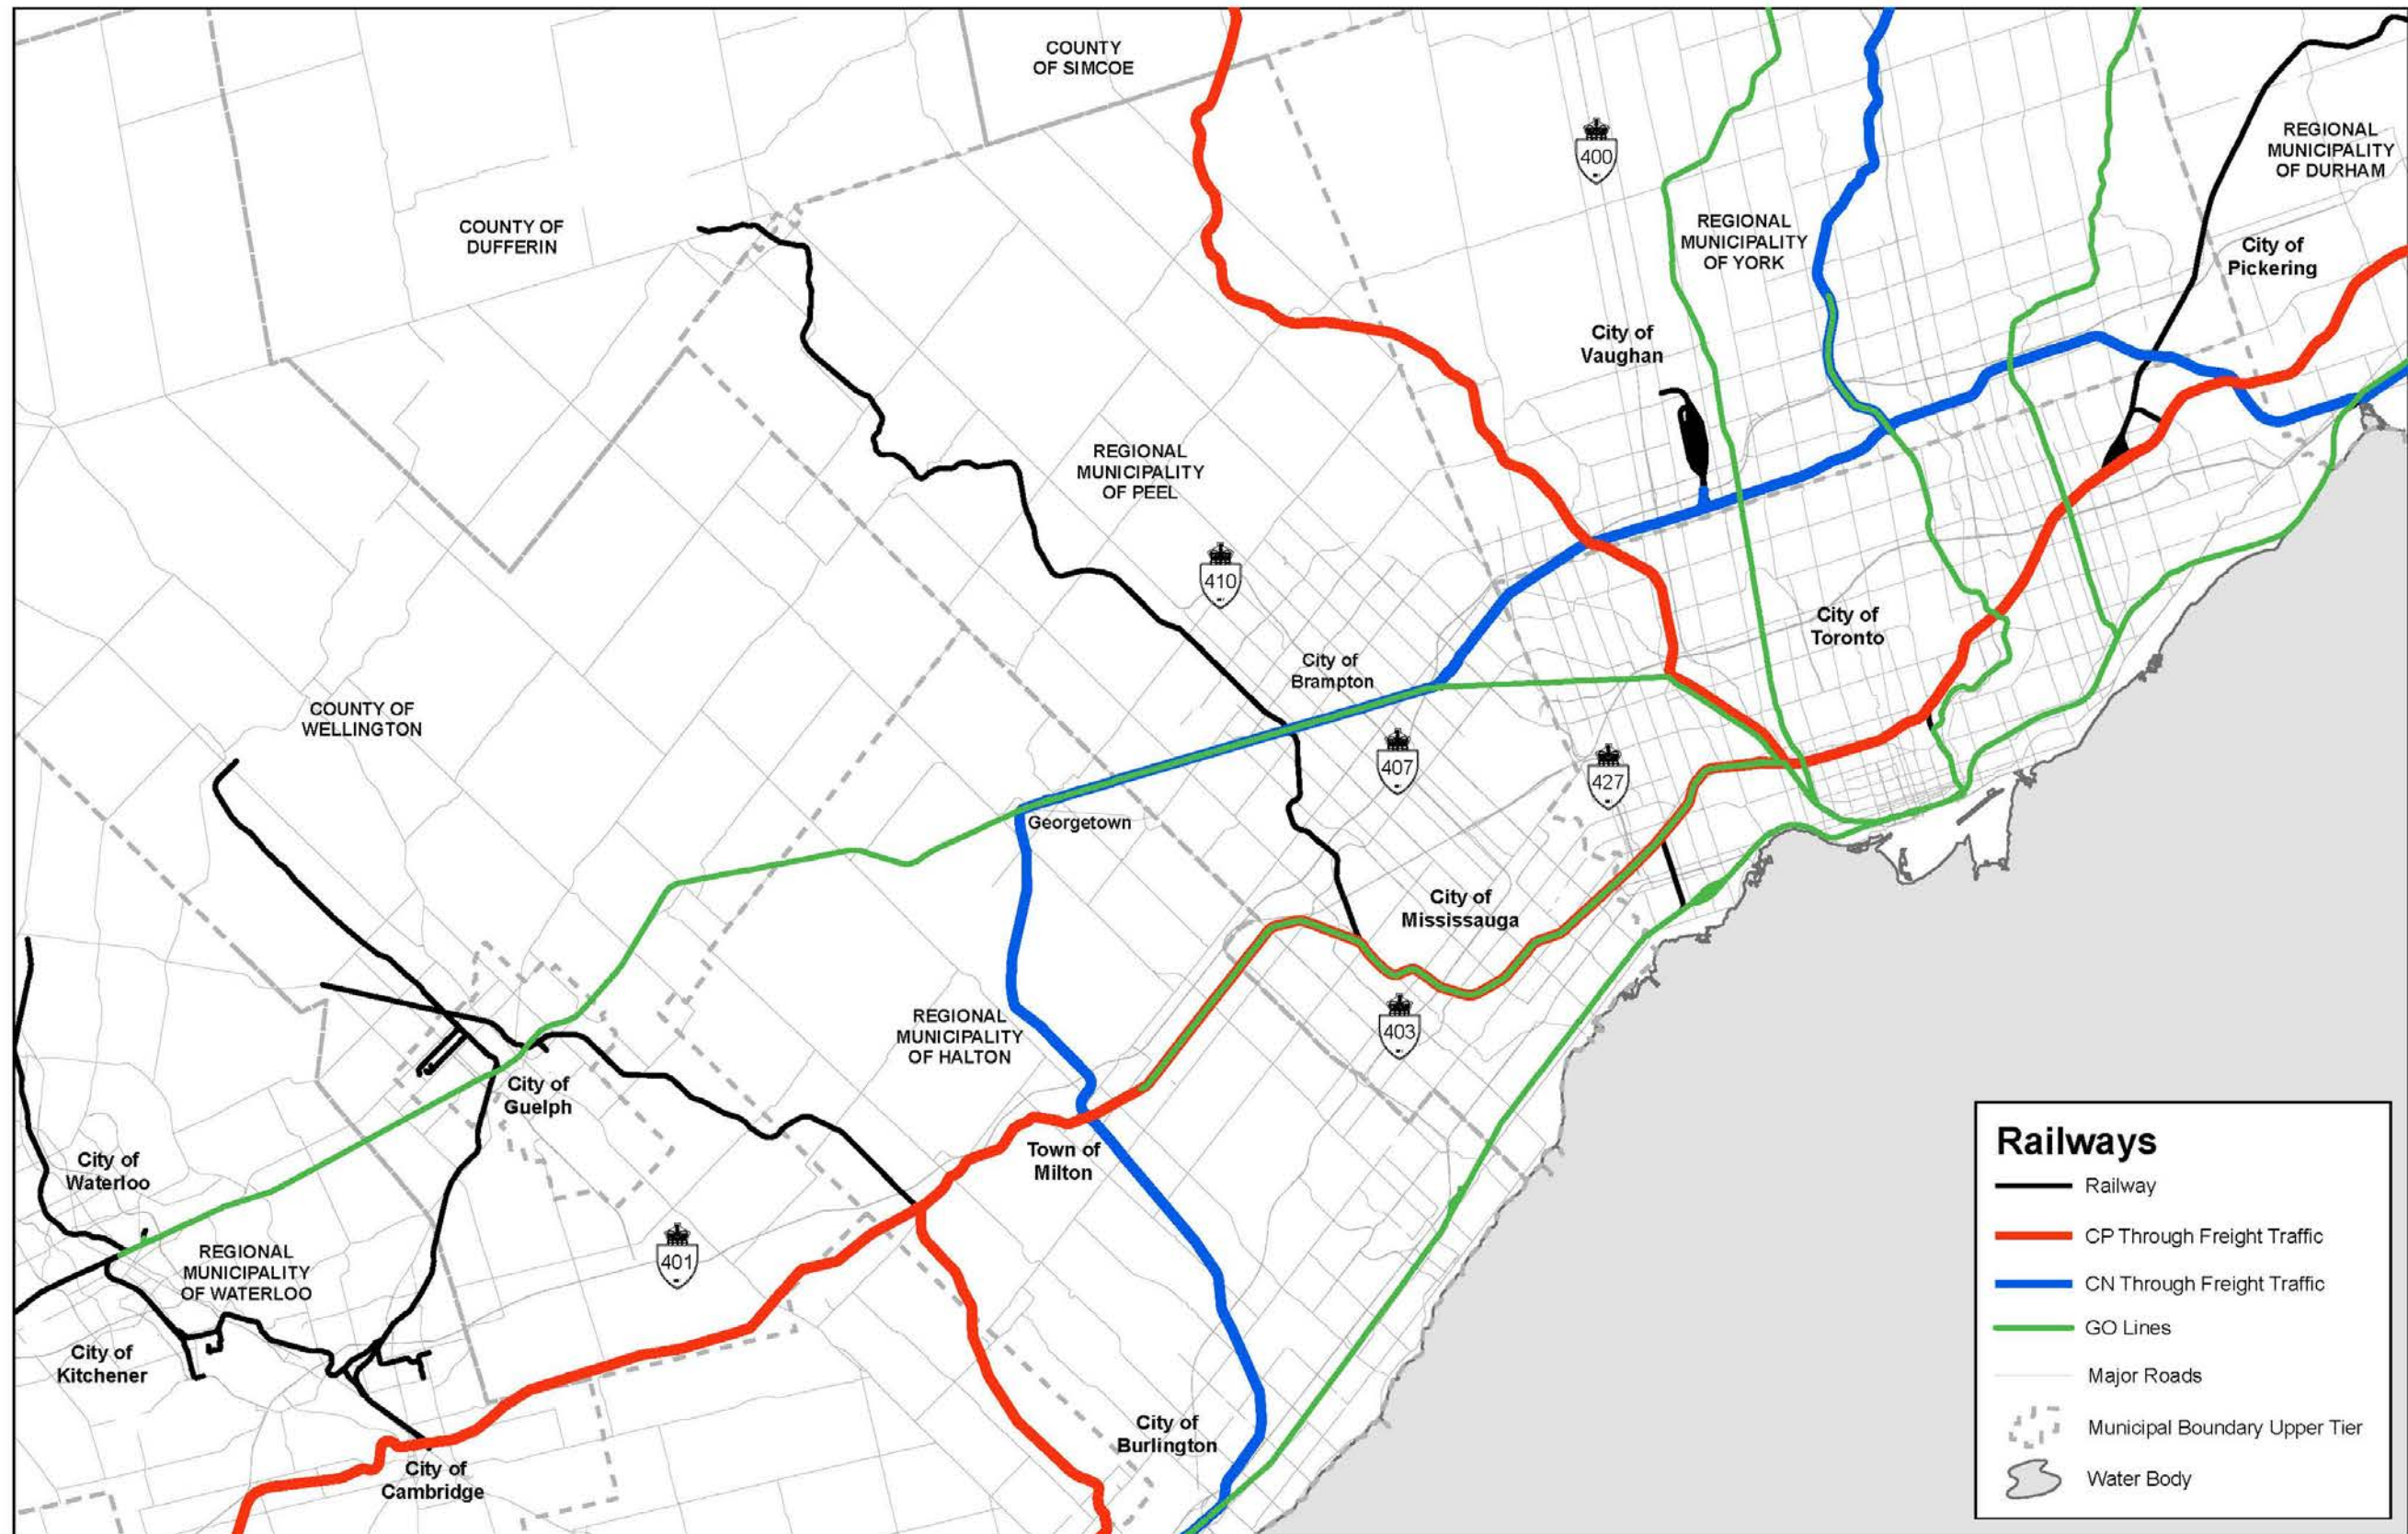 COUNTY
OF SIMCOE
400
REGIONAL
MUNICIPALITY
OF DURHAM
COUNTY OF
DUFFERIN
REGIONAL
MUNICIPALITY
OF YORK
City of
Pickering
City of
Vaughan
REGIONAL
MUNICIPALITY
OF PEEL
410
City of
Toronto
City of
Brampton
COUNTY OF
WELLINGTON
407
427
Georgetown
City of
Mississauga
REGIONAL
MUNICIPALITY
OF HALTON
403
City of
Guelph
Town of
Milton
City of
Waterloo
REGIONAL
MUNICIPALITY
OF WATERLOO
401
City of
Kitchener
City of
Burlington
City of
Cambridge
Railways
Railway
CP Through Freight Traffic
CN Through Freight Traffic
GO Lines
Major Roads
Municipal Boundary Upper Tier
Water Body